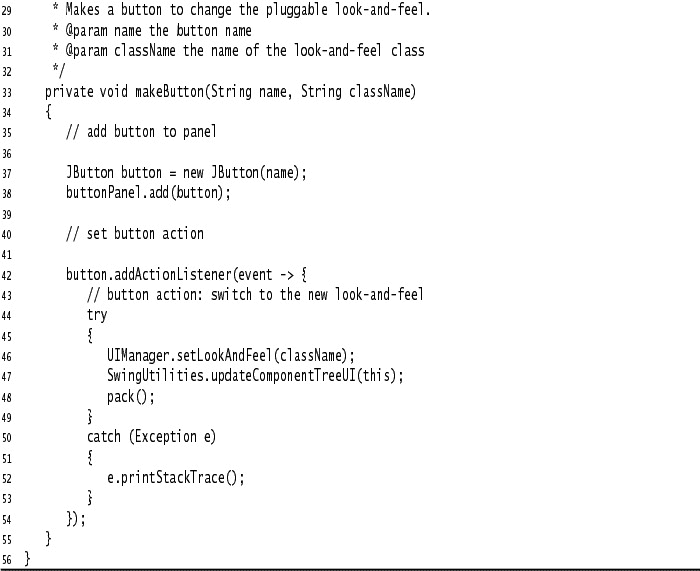 29 * Makes a button to change the pluggable look-and-feel.
30 * @param name the button name
31 * @param className the name of the look-and-feel class
32 */
33 private void makeButton(String name, String className)
34 {
35 // add button to panel
36
37 JButton button = new JButton(name);
38 buttonPanel.add(button);
39
40 // set button action
41
42 button.addActionListener(event -> {
43 // button action: switch to the new look-and-feel
44 try
45 {
46 UIManager.setLookAndFeel(className);
47 SwingUtilities.updateComponentTreeUI(this);
48 pack();
49 }
50 catch (Exception e)
51 {
52 e.printStackTrace();
53 }
54 });
55 }
56 }